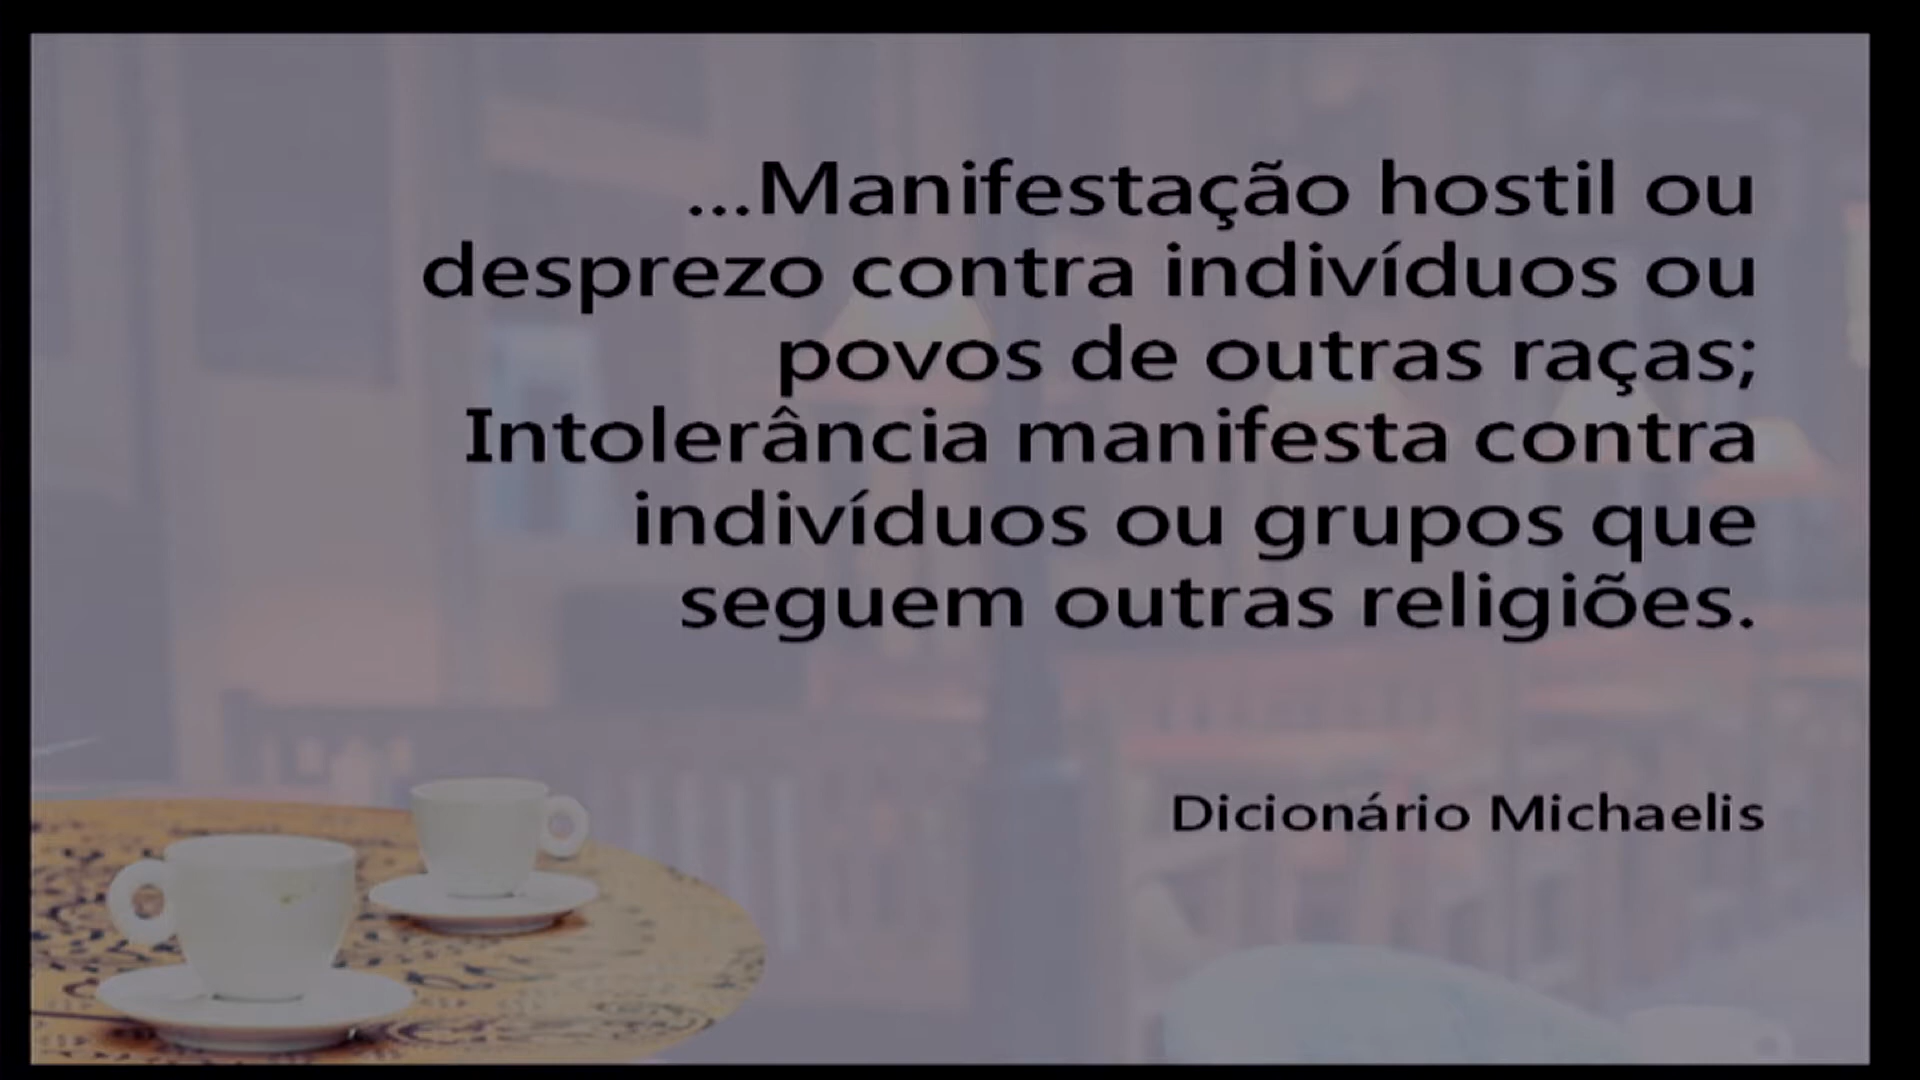 ...Manifestação hostil ou
desprezo contra indivíduos ou
povos de outras raças;
Intolerância manifesta contra
indivíduos ou grupos que
seguem outras religiões.
Dicionário Michaelis